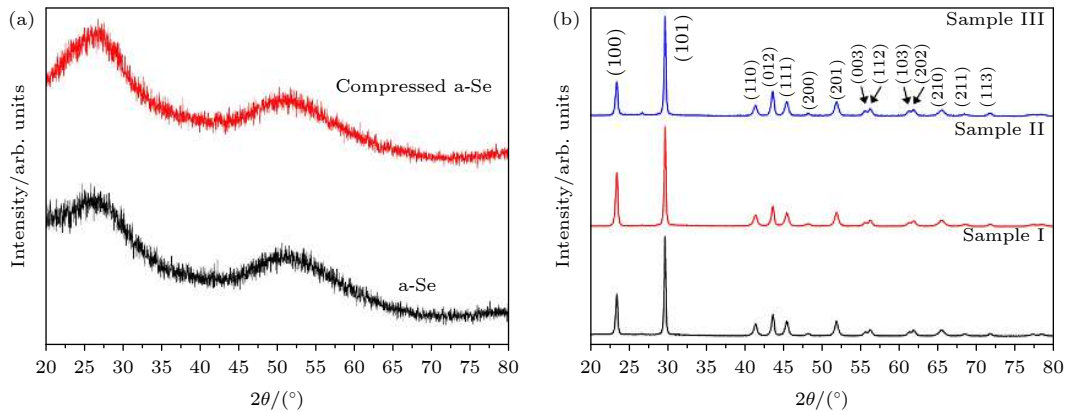 (a)
Compressed a-Se
a-Se
Intensity/arb. units
20 25 30 35 40 45 50 55 60 65 70 75 80
2θ/(°)
(b)
Sample III
(100)
(101)
(110)
(012)
(111)
(200)
(201)
(003)
(112)
(103)
(202)
(210)
(211)
(113)
Sample II
Sample I
Intensity/arb. units
20 25 30 35 40 45 50 55 60 65 70 75 80
2θ/(°)